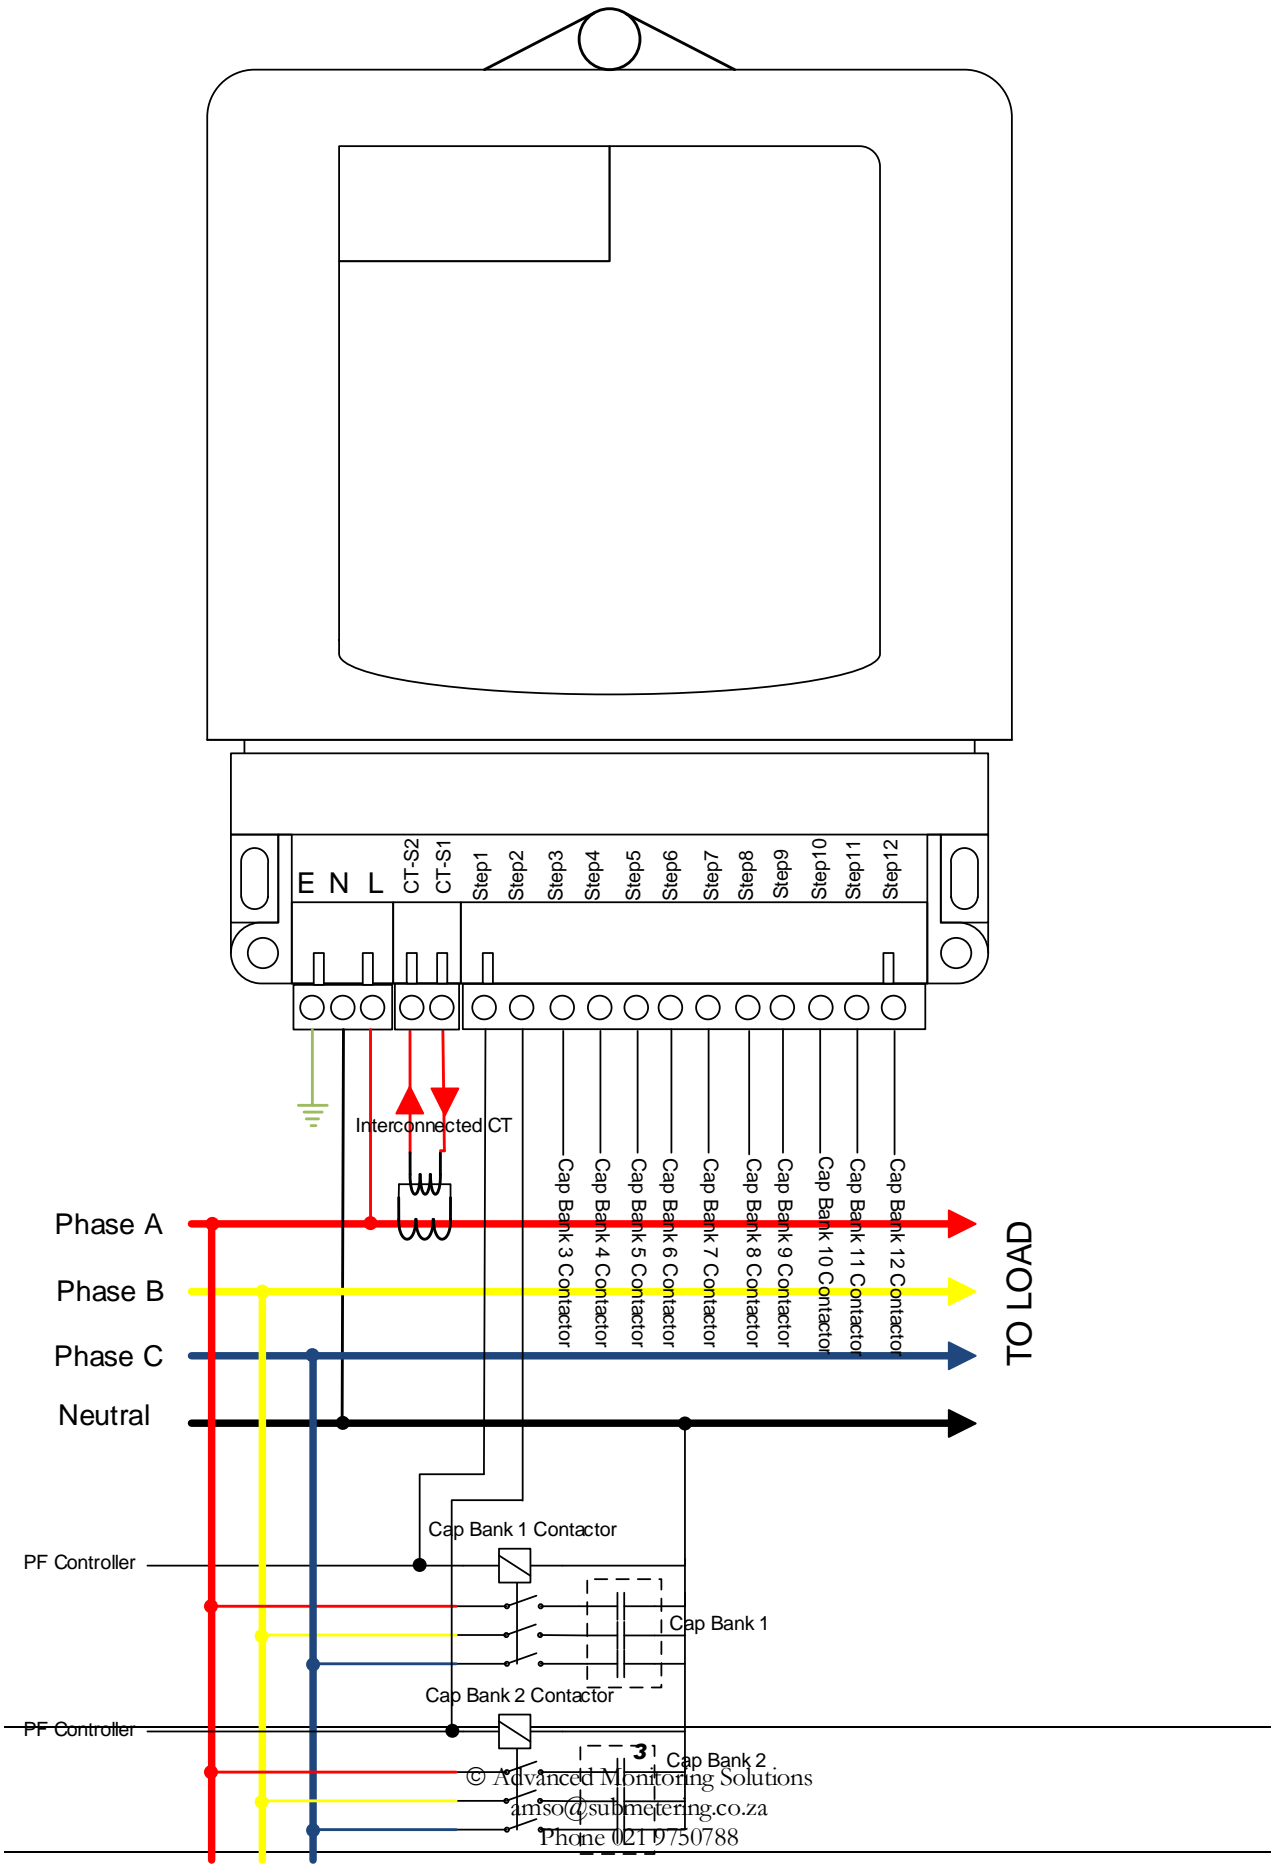 E N L
CT-S2
CT-S1
Step1
Step2
Step3
Step4
Step5
Step6
Step7
Step8
Step9
Step10
Step11
Step12
Interconnected CT
Cap Bank 3 Contactor
Cap Bank 4 Contactor
Cap Bank 5 Contactor
Cap Bank 6 Contactor
Cap Bank 7 Contactor
Cap Bank 8 Contactor
Cap Bank 9 Contactor
Cap Bank 10 Contactor
Cap Bank 11 Contactor
Cap Bank 12 Contactor
Phase A
Phase B
Phase C
Neutral
TO LOAD
Cap Bank 1 Contactor
PF Controller
Cap Bank 1
Cap Bank 2 Contactor
PF Controller
3
Cap Bank 2
© Advanced Monitoring Solutions
amso@submetering.co.za
Phone 021 9750788